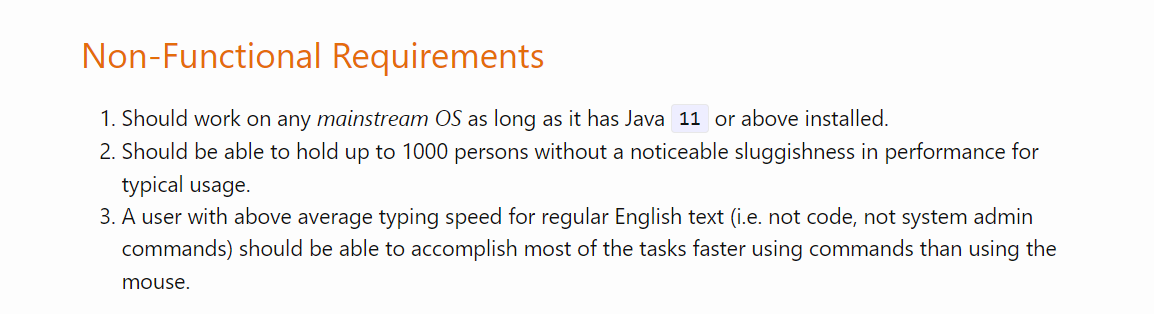 Non-Functional Requirements
1. Should work on any mainstream OS as long as it has Java 11 or above installed.
2. Should be able to hold up to 1000 persons without a noticeable sluggishness in performance for
typical usage.
3. A user with above average typing speed for regular English text (i.e. not code, not system admin
commands) should be able to accomplish most of the tasks faster using commands than using the
mouse.